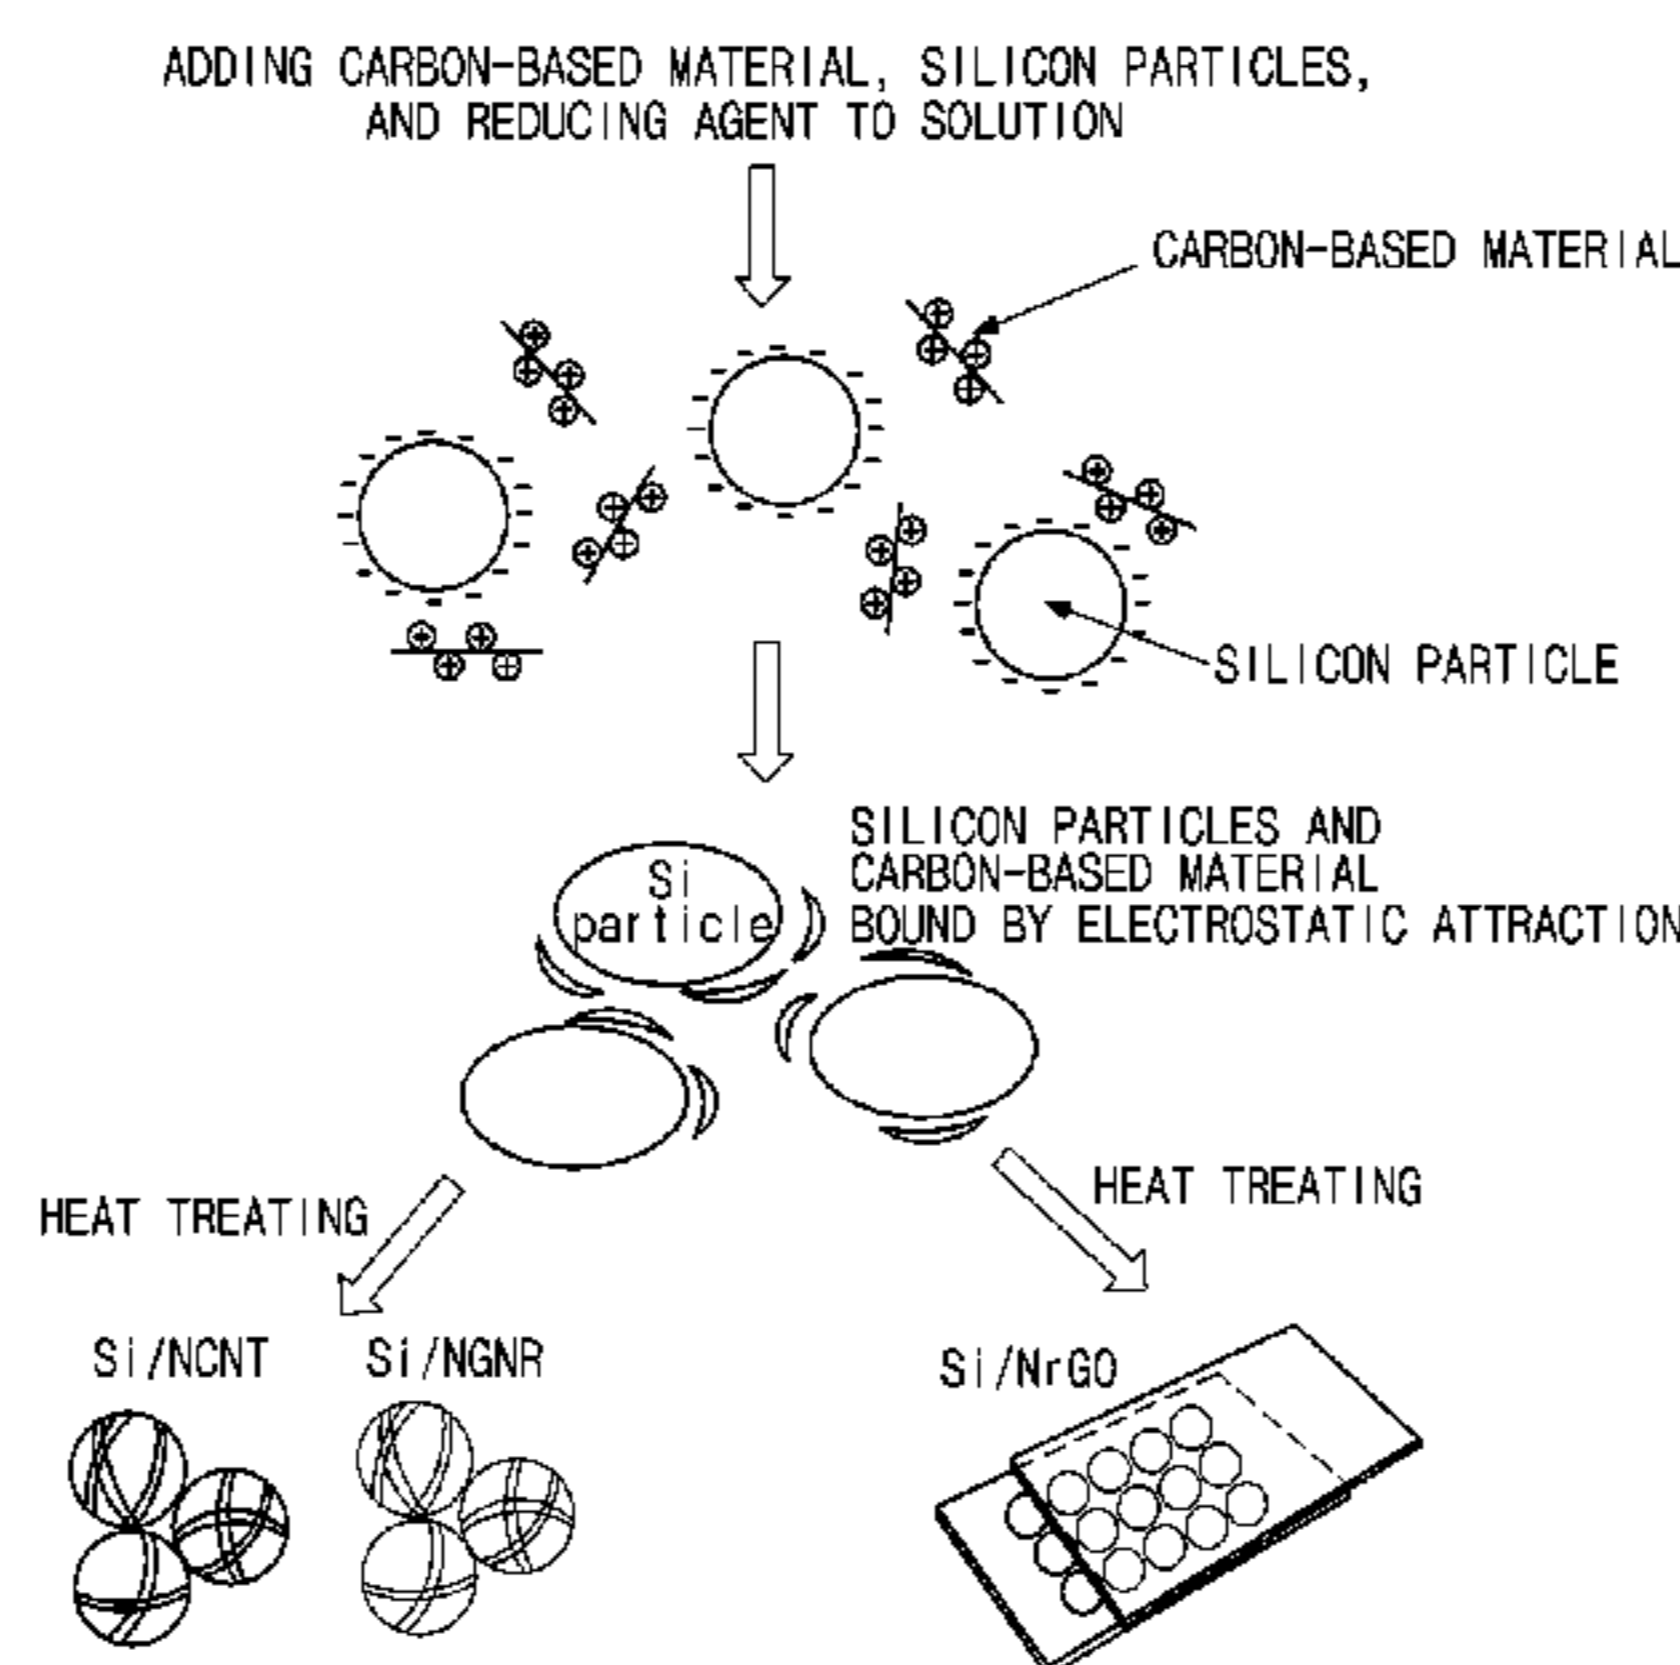 ADDING CARBON-BASED MATERIAL, SILICON PARTICLES,
AND REDUCING AGENT TO SOLUTION
CARBON-BASED MATERIAL
SILICON PARTICLE
SILICON PARTICLES AND
CARBON-BASED MATERIAL
BOUND BY ELECTROSTATIC ATTRACTION
Si
particle
HEAT TREATING
HEAT TREATING
Si/NCNT
Si/NGNR
Si/NrGO